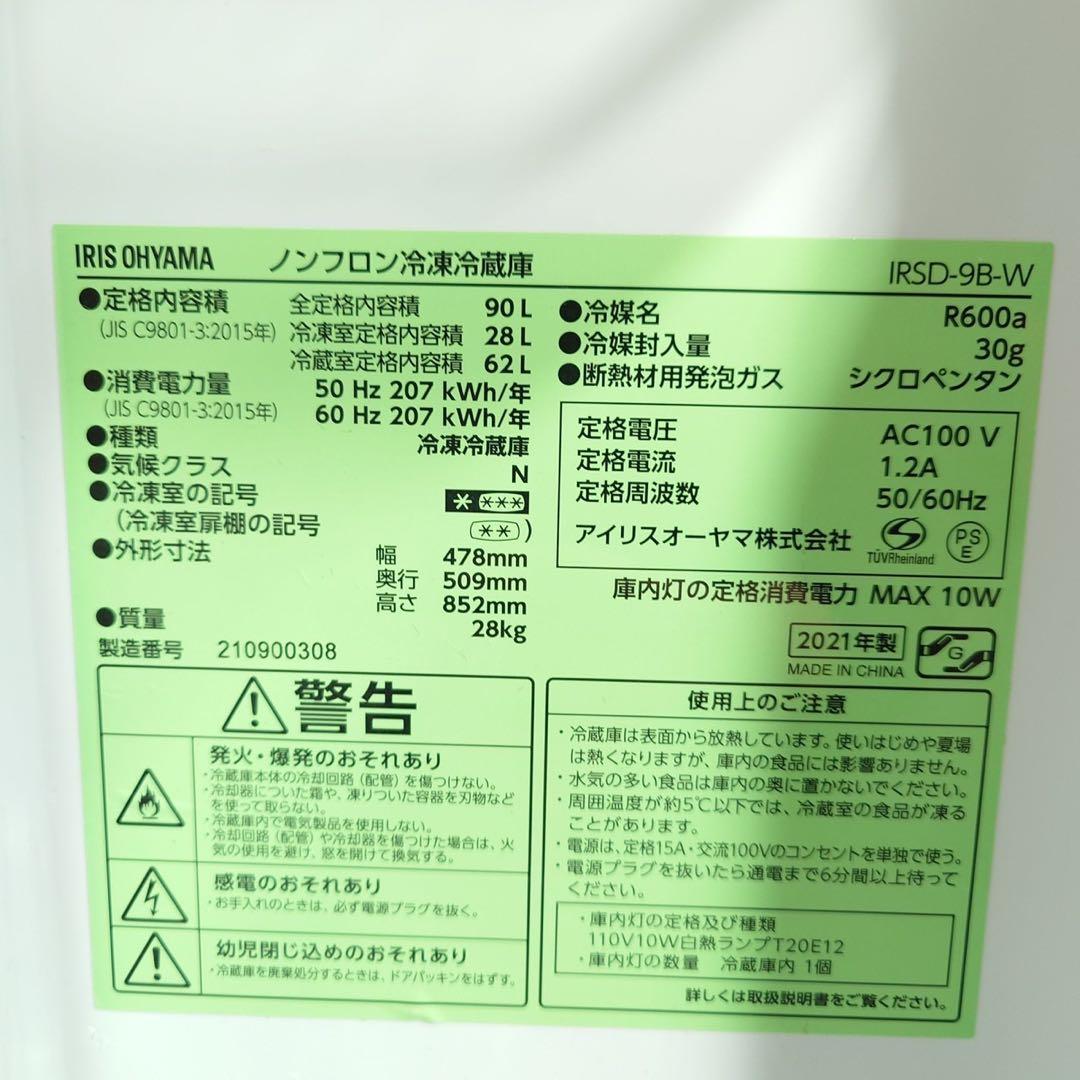 IRIS OHYAMA ノンフロン冷凍冷蔵庫 IRSD-9B-W
●定格内容積 全定格内容積 90 L
(JIS C9801-3:2015年) 冷凍室定格内容積 28 L
冷蔵室定格内容積 62 L
●消費電力量 50 Hz 207 kWh/年
(JIS C9801-3:2015年) 60 Hz 207 kWh/年
●種類 冷凍冷蔵庫
●気候クラス N
●冷凍室の記号 * ***
(冷凍室扉棚の記号 **)
●外形寸法 幅 478mm
奥行 509mm
高さ 852mm
●質量 28kg
製造番号 210900308
●冷媒名 R600a
●冷媒封入量 30g
●断熱材用発泡ガス シクロペンタン
定格電圧 AC100 V
定格電流 1.2A
定格周波数 50/60Hz
アイリスオーヤマ株式会社 TÜVRheinland PS E
庫内灯の定格消費電力 MAX 10W
2021年製
MADE IN CHINA G
警告
発火・爆発のおそれあり
・冷蔵庫本体の冷却回路(配管)を傷つけない。
・冷却器についた霜や、凍りついた容器を刃物など
を使って取らない。
・冷蔵庫内で電気製品を使用しない。
・冷却回路(配管)や冷却器を傷つけた場合は、火
気の使用を避け、窓を開けて換気する。
感電のおそれあり
・お手入れのときは、必ず電源プラグを抜く。
幼児閉じ込めのおそれあり
・冷蔵庫を廃棄処分するときは、ドアパッキンをはずす。
使用上のご注意
・冷蔵庫は表面から放熱しています。使いはじめや夏場
は熱くなりますが、庫内の食品には影響ありません。
・水気の多い食品は庫内の奥に置かないでください。
・周囲温度が約5℃以下では、冷蔵室の食品が凍る
ことがあります。
・電源は、定格15A・交流100Vのコンセントを単独で使う。
・電源プラグを抜いたら通電まで6分間以上待って
ください。
・庫内灯の定格及び種類
110V10W白熱ランプT20E12
・庫内灯の数量 冷蔵庫内 1個
詳しくは取扱説明書をご覧ください。